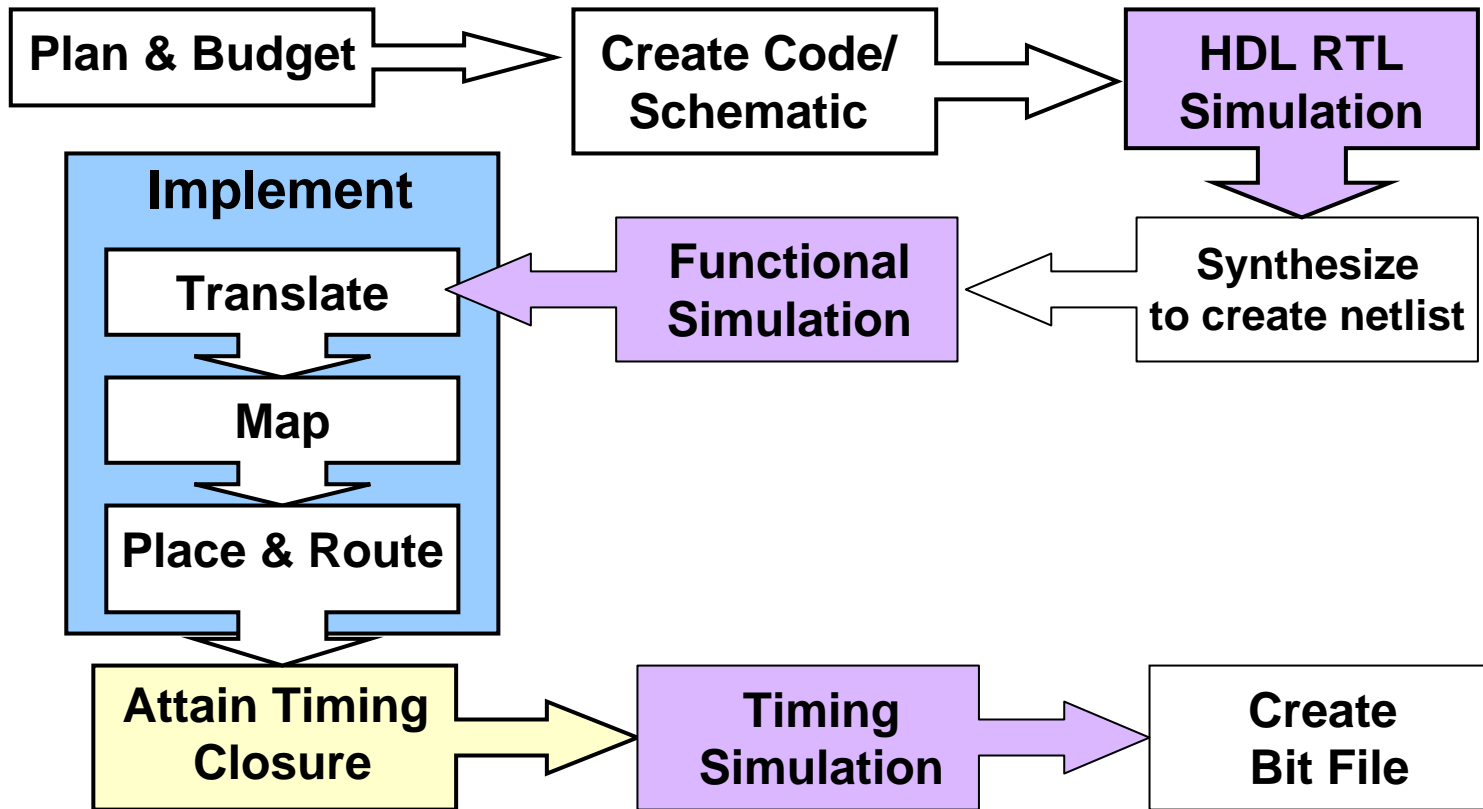 Plan & Budget
Create Code/
Schematic
HDL RTL
Simulation
Synthesize
to create netlist
Functional
Simulation
Implement
Translate
Map
Place & Route
Attain Timing
Closure
Timing
Simulation
Create
Bit File